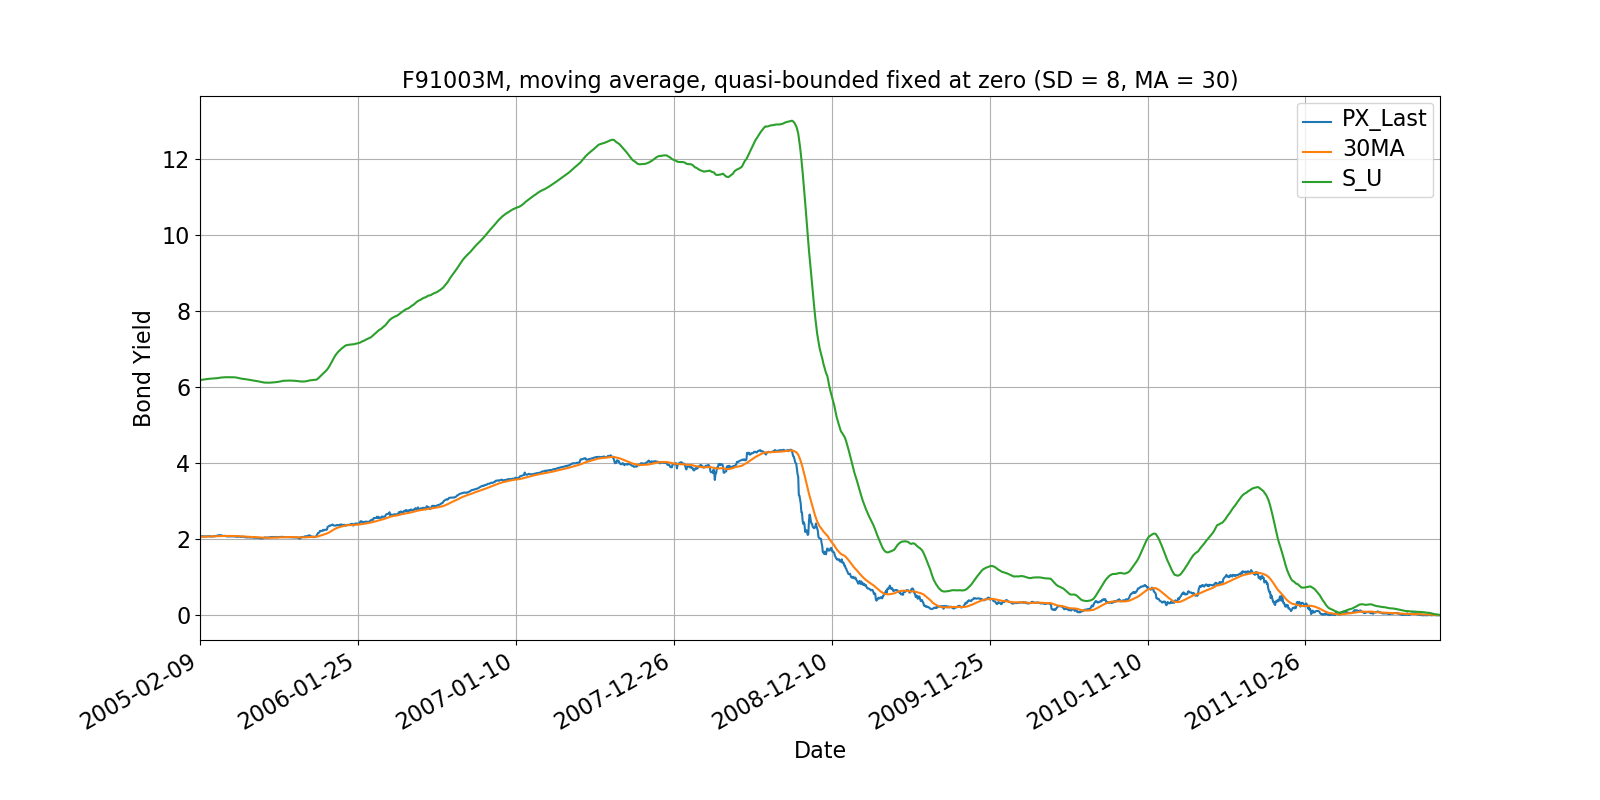 F91003M, moving average, quasi-bounded fixed at zero (SD = 8, MA = 30)
PX_Last
30MA
S_U
12
10
8
6
4
2
0
Bond Yield
2005-02-09
2006-01-25
2007-01-10
2007-12-26
2008-12-10
2009-11-25
2010-11-10
2011-10-26
Date